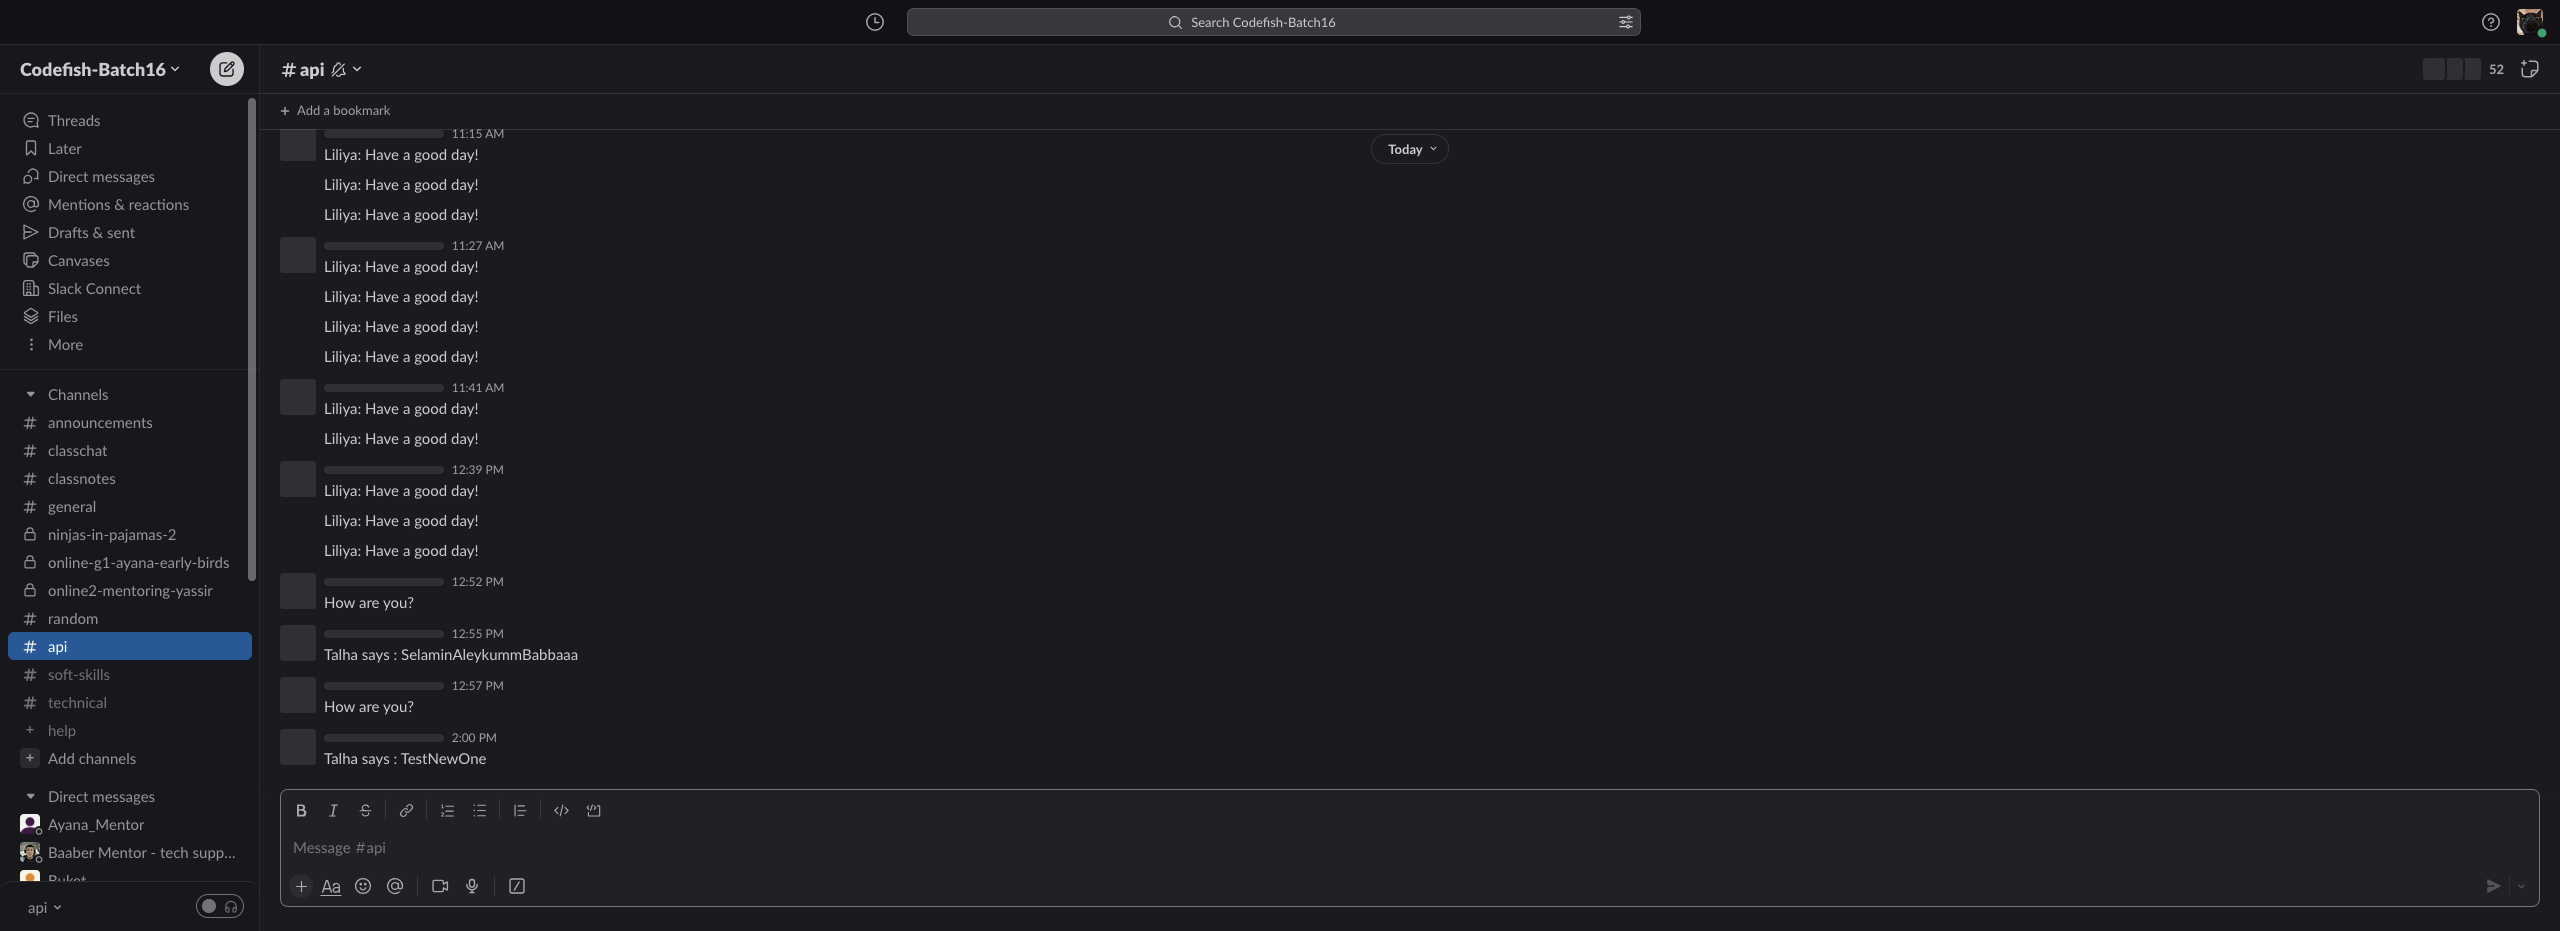 Search Codefish-Batch16
Codefish-Batch16
# api
52
Threads
Later
Direct messages
Mentions & reactions
Drafts & sent
Canvases
Slack Connect
Files
More
Channels
# announcements
# classchat
# classnotes
# general
ninjas-in-pajamas-2
online-g1-ayana-early-birds
online2-mentoring-yassir
# random
# api
# soft-skills
# technical
+ help
+ Add channels
Direct messages
Ayana_Mentor
Baaber Mentor - tech supp...
Buket
api
+ Add a bookmark
Today
11:15 AM
Liliya: Have a good day!
Liliya: Have a good day!
Liliya: Have a good day!
11:27 AM
Liliya: Have a good day!
Liliya: Have a good day!
Liliya: Have a good day!
Liliya: Have a good day!
11:41 AM
Liliya: Have a good day!
Liliya: Have a good day!
12:39 PM
Liliya: Have a good day!
Liliya: Have a good day!
Liliya: Have a good day!
12:52 PM
How are you?
12:55 PM
Talha says : SelaminAleykummBabbaaa
12:57 PM
How are you?
2:00 PM
Talha says : TestNewOne
B I S
Message #api
+ Aa @